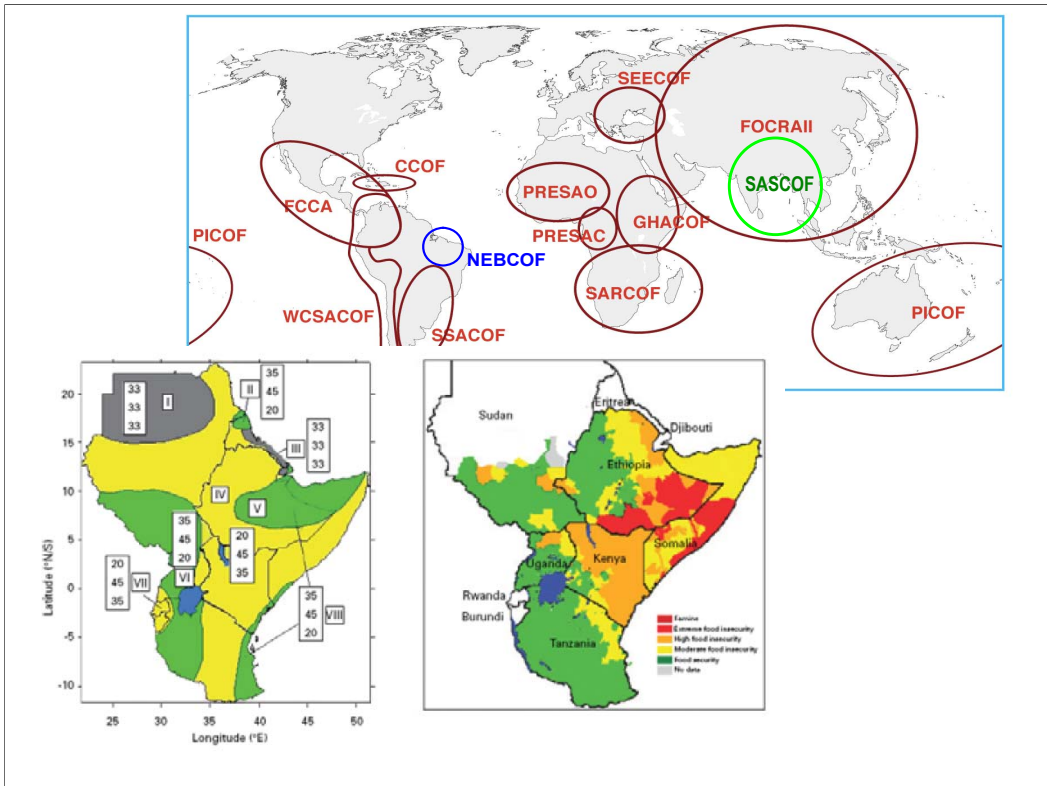 SEECOF
FOCRAII
CCOF
SASCOF
FCCA
PRESAO
PRESAC
GHACOF
PICOF
NEBCOF
SARCOF
WCSACOF
SSACOF
PICOF
20
15
10
5
0
-5
-10
Latitude (°N/S)
25
30
35
40
45
50
Longitude (°E)
33
33
33
I
II
35
45
20
III
33
33
33
IV
V
35
45
20
VI
20
45
35
20
45
35
VII
35
45
20
VIII
Sudan
Eritrea
Djibouti
Ethiopia
Somalia
Kenya
Uganda
Rwanda
Burundi
Tanzania
Famine
Extreme food insecurity
High food insecurity
Moderate food insecurity
Food security
No data